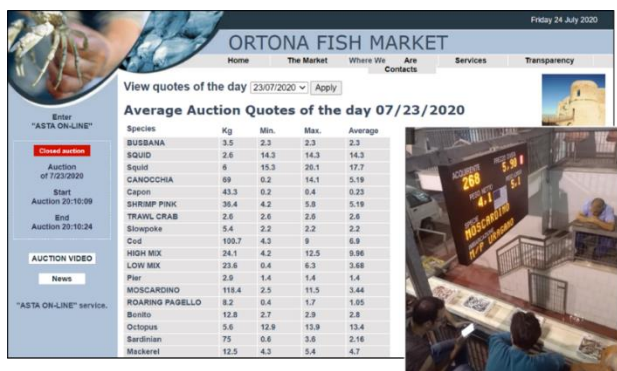 Friday 24 July 2020
ORTONA FISH MARKET
Home The Market Where We Are Services Transparency
Contacts
View quotes of the day 23/07/2020 Apply
Average Auction Quotes of the day 07/23/2020
Enter
"ASTA ON-LINE"
Closed auction
Auction
of 7/23/2020
Start
Auction 20:10:09
End
Auction 20:10:24
AUCTION VIDEO
News
"ASTA ON-LINE" service.
Species Kg Min. Max. Average
BUSBANA 3.5 2.3 2.3 2.3
SQUID 2.6 14.3 14.3 14.3
Squid 6 15.3 20.1 17.7
CANOCCHIA 69 0.2 14.1 5.19
Capon 43.3 0.2 0.4 0.23
SHRIMP PINK 36.4 4.2 5.8 5.19
TRAWL CRAB 2.6 2.6 2.6 2.6
Slowpoke 5.4 2.2 2.2 2.2
Cod 100.7 4.3 9 6.9
HIGH MIX 24.1 4.2 12.5 9.96
LOW MIX 23.6 0.4 6.3 3.68
Pier 2.9 1.4 1.4 1.4
MOSCARDINO 118.4 2.5 11.5 3.44
ROARING PAGELLO 8.2 0.4 1.7 1.05
Bonito 12.8 2.7 2.9 2.8
Octopus 5.6 12.9 13.9 13.4
Sardinian 75 0.6 3.6 2.16
Mackerel 12.5 4.3 5.4 4.7
ACQUIRENTE
268
5,90
PESO NETTO
4,1
5,1
SPECIE
MOSCARDINO
M/P URAGANO